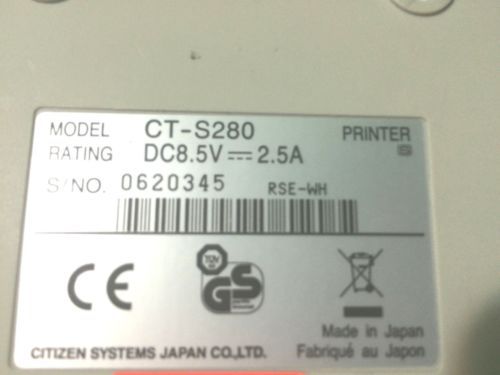 MODEL CT-S280 PRINTER
RATING DC8.5V⎓2.5A
S/NO. 0620345 RSE-WH
CE
TÜV GS
Made in Japan
CITIZEN SYSTEMS JAPAN CO.,LTD. Fabriqué au Japon